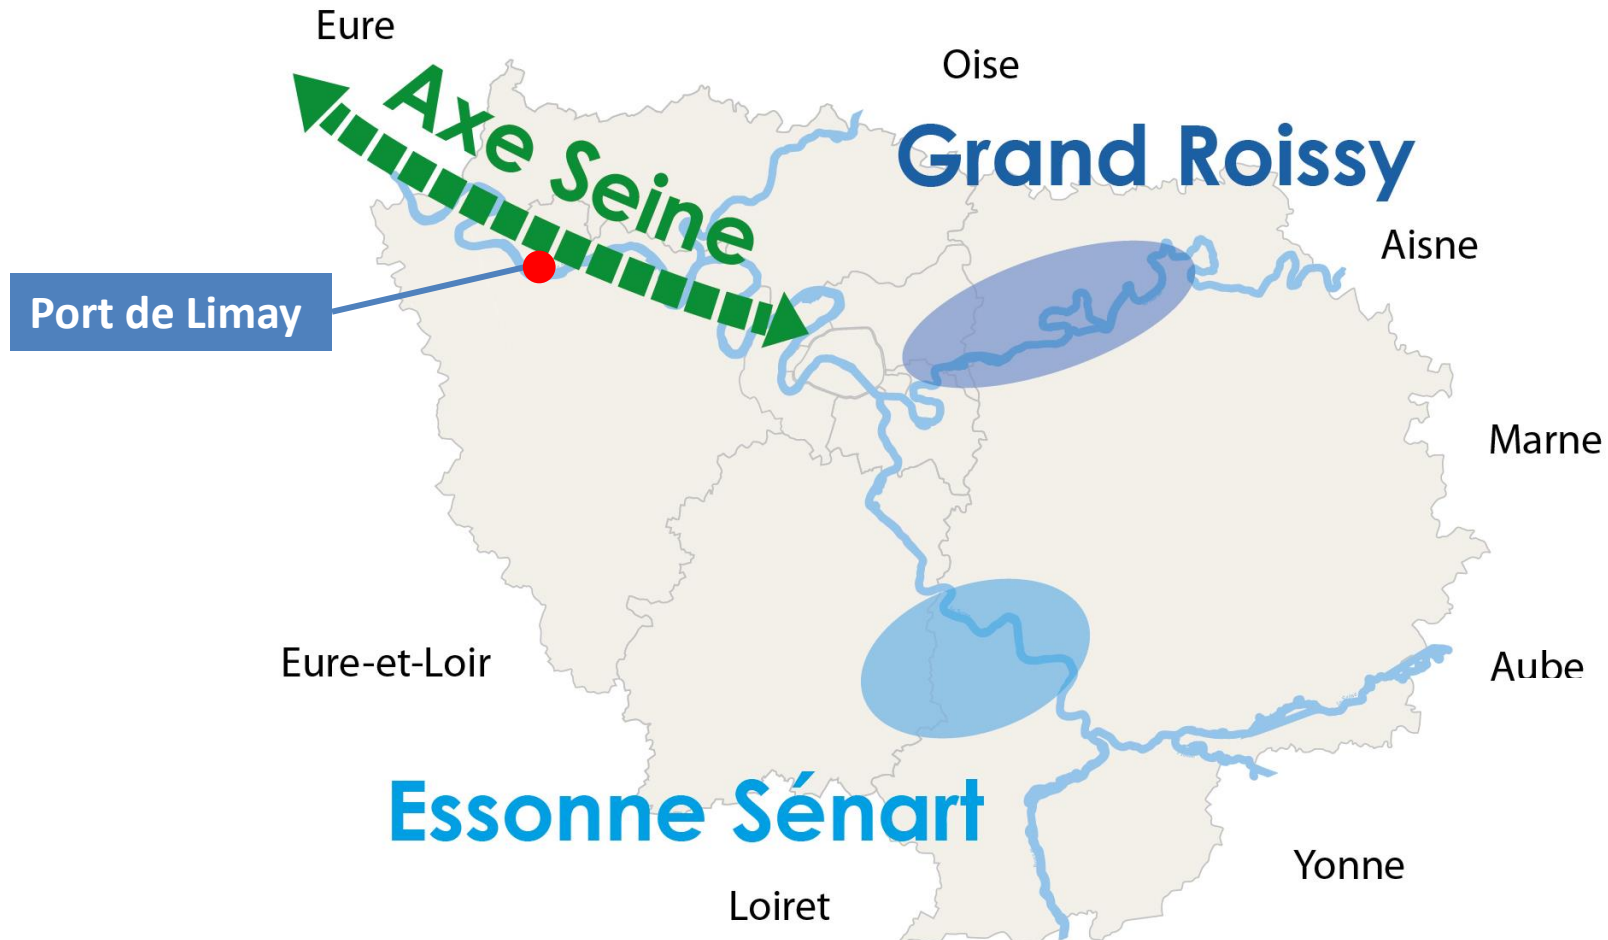 Eure
Oise
Axe Seine
Grand Roissy
Aisne
Port de Limay
Marne
Eure-et-Loir
Aube
Essonne Sénart
Yonne
Loiret